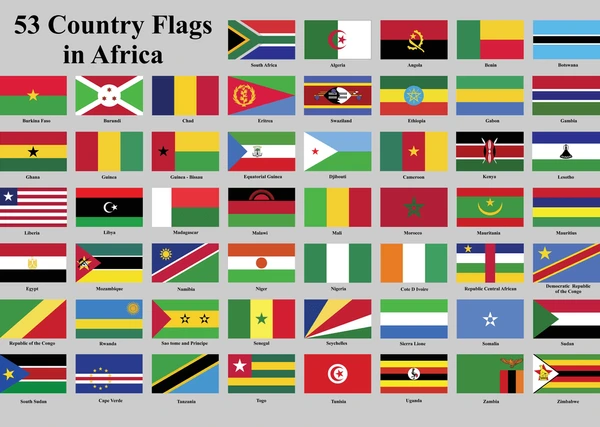 53 Country Flags
in Africa
South Africa
Algeria
Angola
Benin
Botswana
Burkina Faso
Burundi
Chad
Eritrea
Swaziland
Ethiopia
Gabon
Gambia
Ghana
Guinea
Guinea - Bissau
Equatorial Guinea
Djibouti
Cameroon
Kenya
Lesotho
Liberia
Libya
Madagascar
Malawi
Mali
Morocco
Mauritania
Mauritius
Egypt
Mozambique
Namibia
Niger
Nigeria
Cote D Ivoire
Republic Central African
Democratic Republic
of the Congo
Republic of the Congo
Rwanda
Sao tome and Principe
Senegal
Seychelles
Sierra Lione
Somalia
Sudan
South Sudan
Cape Verde
Tanzania
Togo
Tunisia
Uganda
Zambia
Zimbabwe